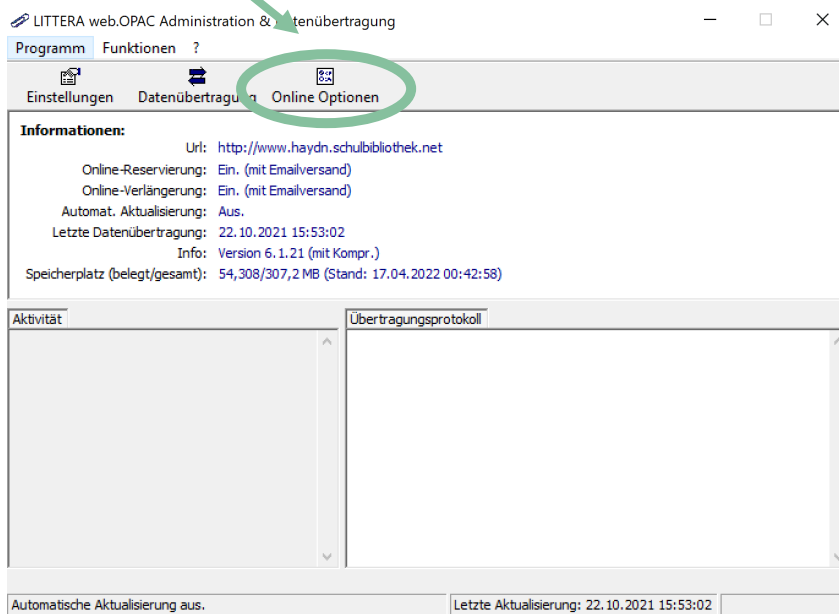 LITTERA web.OPAC Administration & Datenübertragung
Programm Funktionen ?
Einstellungen Datenübertragung Online Optionen
Informationen:
Url: http://www.haydn.schulbibliothek.net
Online-Reservierung: Ein. (mit Emailversand)
Online-Verlängerung: Ein. (mit Emailversand)
Automat. Aktualisierung: Aus.
Letzte Datenübertragung: 22.10.2021 15:53:02
Info: Version 6.1.21 (mit Kompr.)
Speicherplatz (belegt/gesamt): 54,308/307,2 MB (Stand: 17.04.2022 00:42:58)
Aktivität Übertragungsprotokoll
Automatische Aktualisierung aus. Letzte Aktualisierung: 22.10.2021 15:53:02